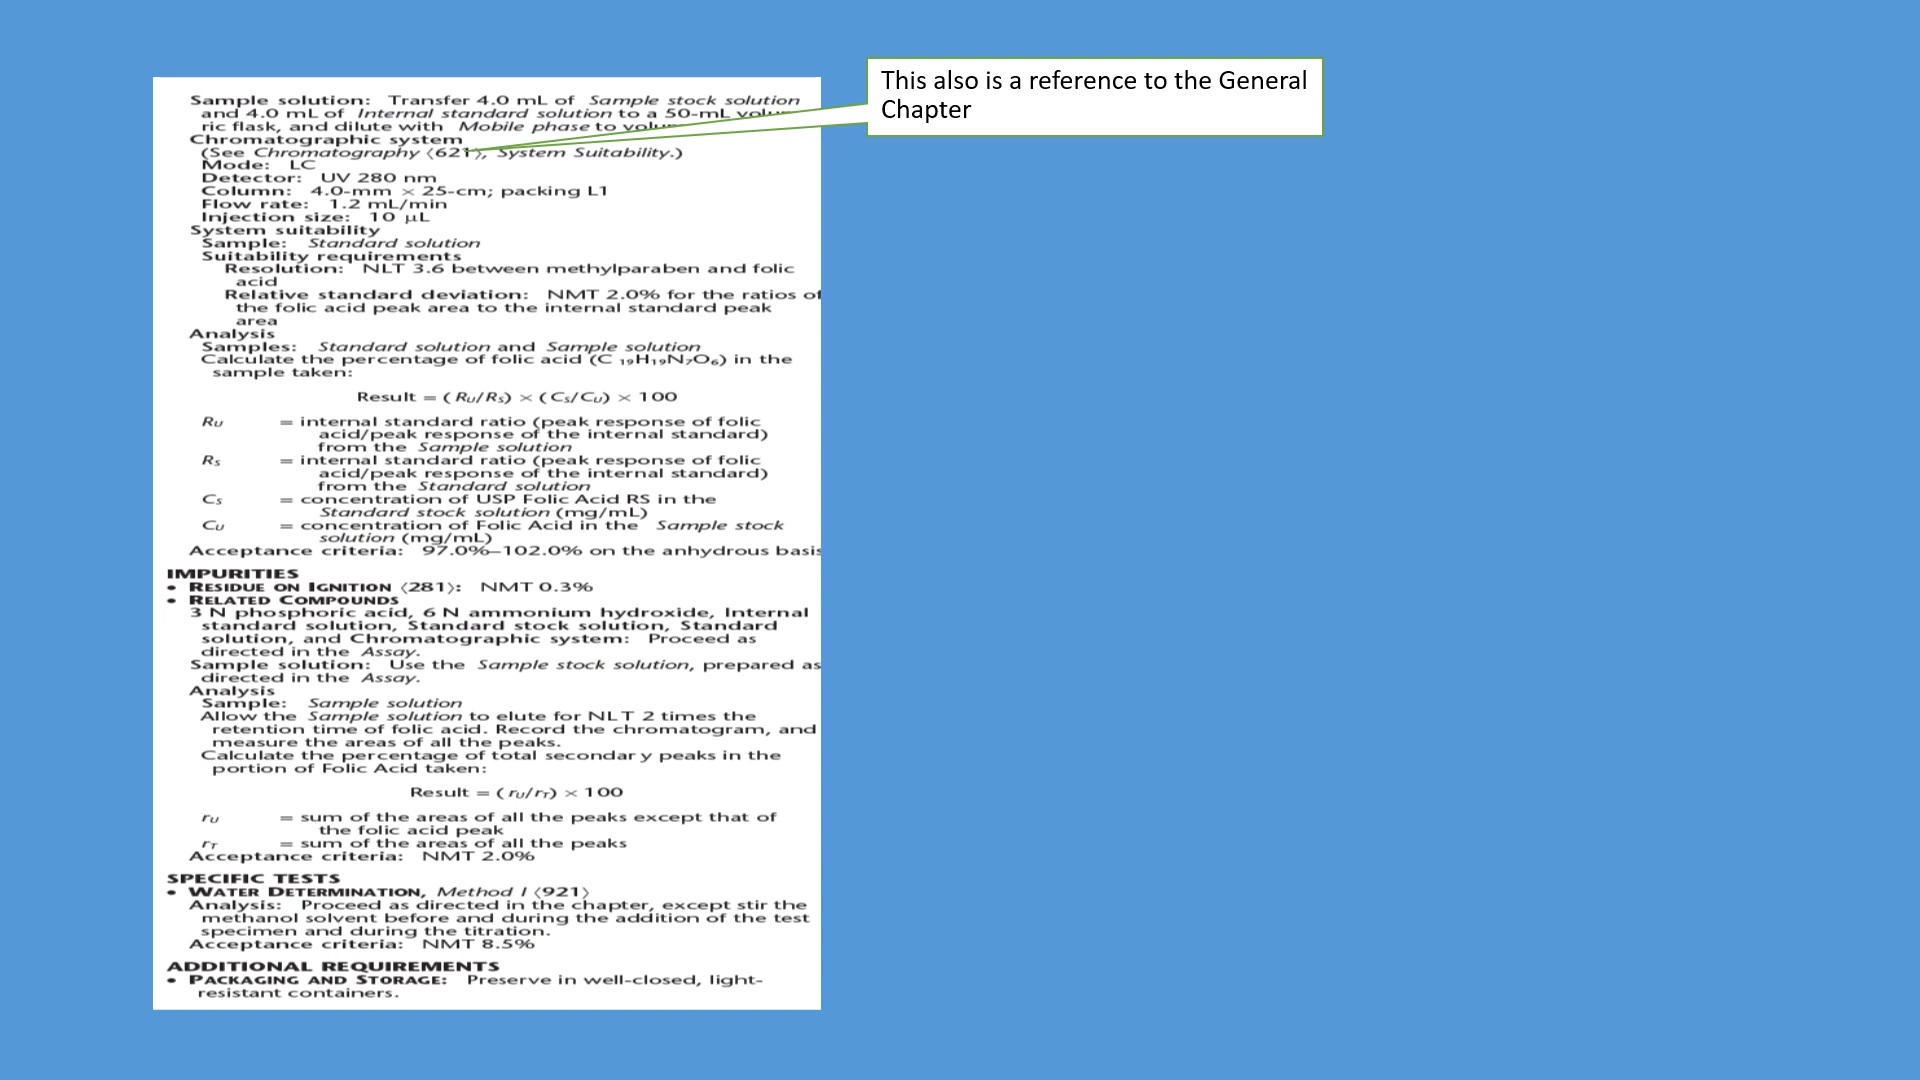 This also is a reference to the General
Chapter
Sample solution: Transfer 4.0 mL of Sample stock solution
and 4.0 mL of Internal standard solution to a 50-mL
ric flask, and dilute with Mobile phase to
Chromatographic system
(See Chromatography ⟨621⟩, System Suitability.)
Mode: LC
Detector: UV 280 nm
Column: 4.0-mm × 25-cm; packing L1
Flow rate: 1.2 mL/min
Injection size: 10 μL
System suitability
Sample: Standard solution
Suitability requirements
Resolution: NLT 3.6 between methylparaben and folic
acid
Relative standard deviation: NMT 2.0% for the ratios of
the folic acid peak area to the internal standard peak
area
Analysis
Samples: Standard solution and Sample solution
Calculate the percentage of folic acid (C₁₉H₁₉N₇O₆) in the
sample taken:
Result = (R_U/R_S) × (C_S/C_U) × 100
R_U = internal standard ratio (peak response of folic
acid/peak response of the internal standard)
from the Sample solution
R_S = internal standard ratio (peak response of folic
acid/peak response of the internal standard)
from the Standard solution
C_S = concentration of USP Folic Acid RS in the
Standard stock solution (mg/mL)
C_U = concentration of Folic Acid in the Sample stock
solution (mg/mL)
Acceptance criteria: 97.0%–102.0% on the anhydrous basis
IMPURITIES
• RESIDUE ON IGNITION ⟨281⟩: NMT 0.3%
• RELATED COMPOUNDS
3 N phosphoric acid, 6 N ammonium hydroxide, Internal
standard solution, Standard stock solution, Standard
solution, and Chromatographic system: Proceed as
directed in the Assay.
Sample solution: Use the Sample stock solution, prepared as
directed in the Assay.
Analysis
Sample: Sample solution
Allow the Sample solution to elute for NLT 2 times the
retention time of folic acid. Record the chromatogram, and
measure the areas of all the peaks.
Calculate the percentage of total secondar y peaks in the
portion of Folic Acid taken:
Result = (r_U/r_T) × 100
r_U = sum of the areas of all the peaks except that of
the folic acid peak
r_T = sum of the areas of all the peaks
Acceptance criteria: NMT 2.0%
SPECIFIC TESTS
• WATER DETERMINATION, Method I ⟨921⟩
Analysis: Proceed as directed in the chapter, except stir the
methanol solvent before and during the addition of the test
specimen and during the titration.
Acceptance criteria: NMT 8.5%
ADDITIONAL REQUIREMENTS
• PACKAGING AND STORAGE: Preserve in well-closed, light-
resistant containers.